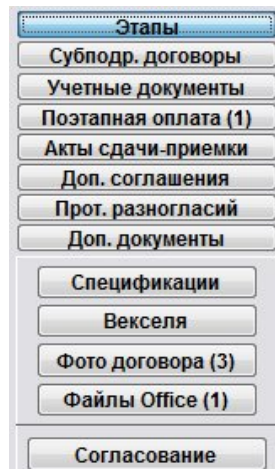 Этапы
Субподр. договоры
Учетные документы
Поэтапная оплата (1)
Акты сдачи-приемки
Доп. соглашения
Прот. разногласий
Доп. документы
Спецификации
Векселя
Фото договора (3)
Файлы Office (1)
Согласование